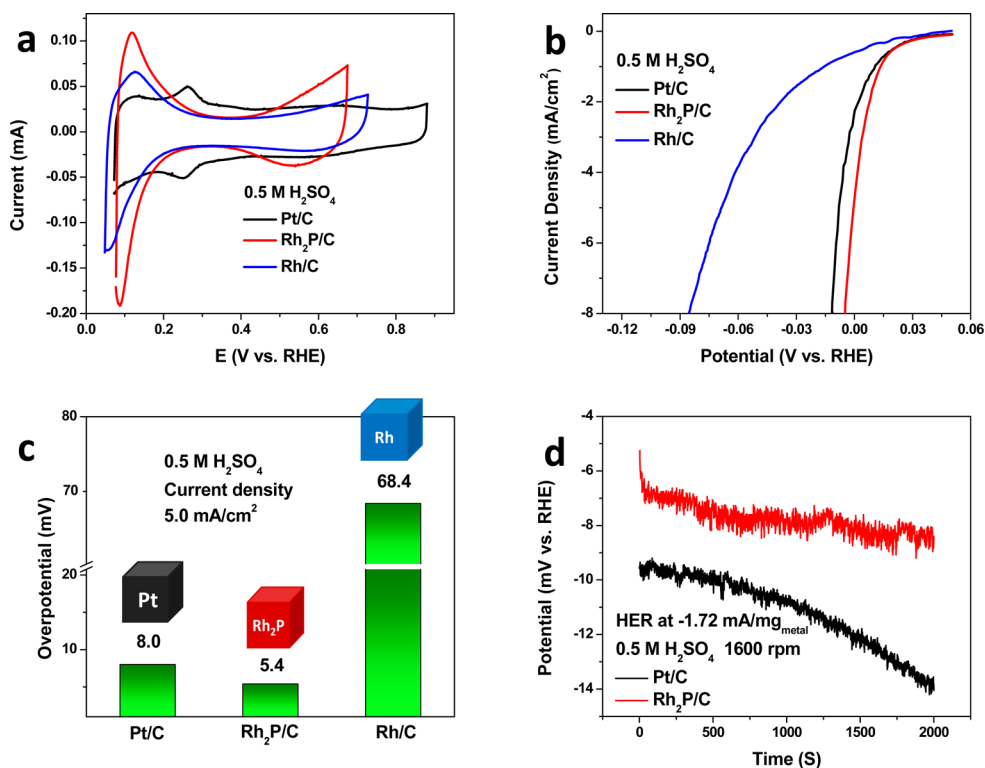 a
0.10
0.05
0.00
-0.05
-0.10
-0.15
-0.20
Current (mA)
0.5 M H₂SO₄
Pt/C
Rh₂P/C
Rh/C
0.0 0.2 0.4 0.6 0.8
E (V vs. RHE)
b
0
-2
-4
-6
-8
Current Density (mA/cm²)
0.5 M H₂SO₄
Pt/C
Rh₂P/C
Rh/C
-0.12 -0.09 -0.06 -0.03 0.00 0.03 0.06
Potential (V vs. RHE)
c
80
70
20
10
Overpotential (mV)
0.5 M H₂SO₄
Current density
5.0 mA/cm²
Rh
68.4
Pt
8.0
Rh₂P
5.4
Pt/C Rh₂P/C Rh/C
d
-4
-6
-8
-10
-12
-14
Potential (mV vs. RHE)
HER at -1.72 mA/mg_metal
0.5 M H₂SO₄ 1600 rpm
Pt/C
Rh₂P/C
0 500 1000 1500 2000
Time (S)